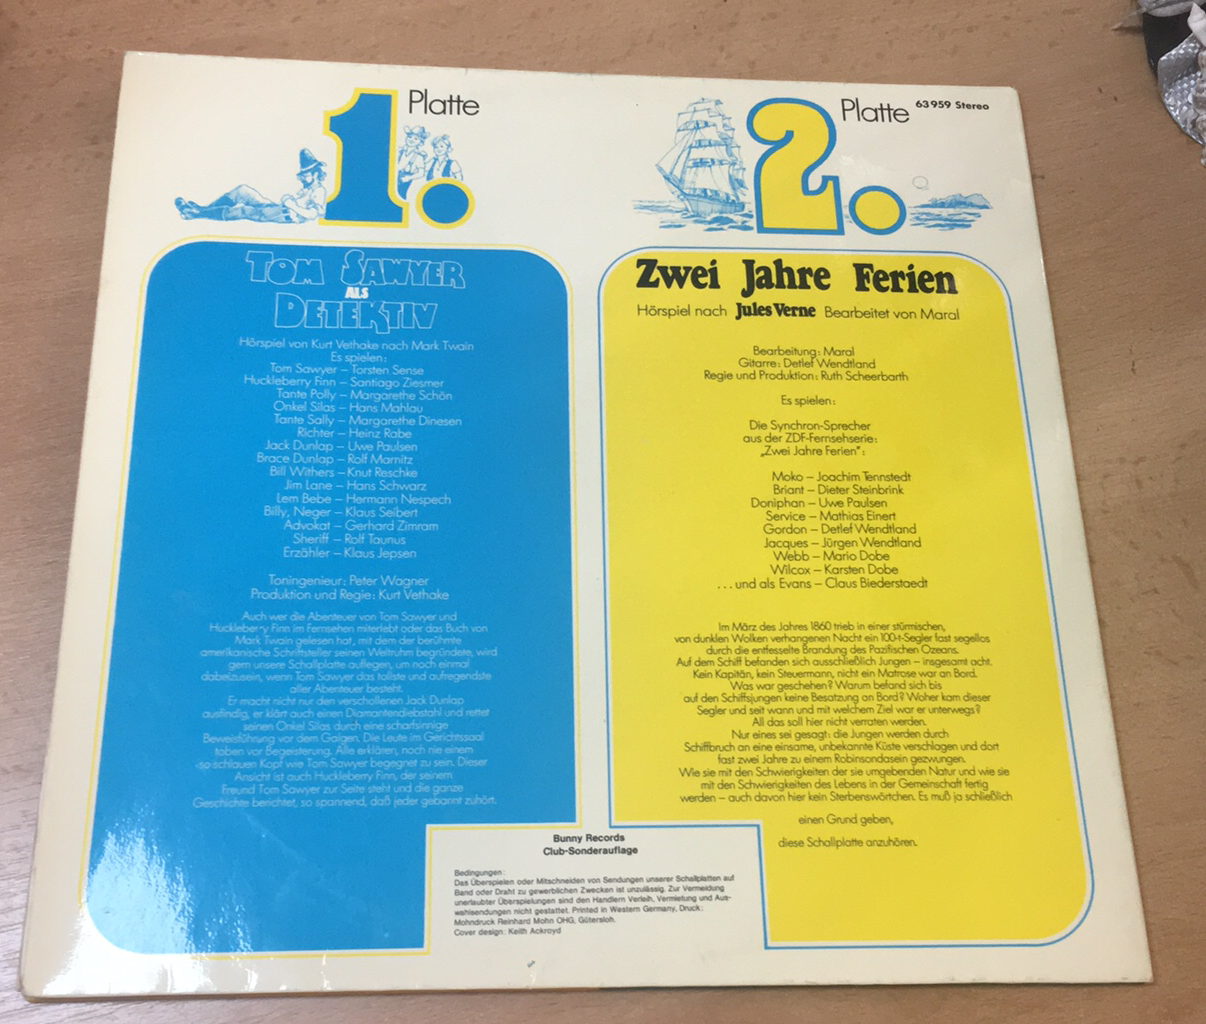 1. Platte
TOM SAWYER
ALS
DETEKTIV
Hörspiel von Kurt Vethake nach Mark Twain
Es spielen:
Tom Sawyer – Torsten Sense
Huckleberry Finn – Santiago Ziesmer
Tante Polly – Margarethe Schön
Onkel Silas – Hans Mahlau
Tante Sally – Margarethe Dinesen
Richter – Heinz Rabe
Jack Dunlap – Uwe Paulsen
Brace Dunlap – Rolf Marnitz
Bill Withers – Knut Reschke
Jim Lane – Hans Schwarz
Lem Bebe – Hermann Nespech
Billy, Neger – Klaus Seibert
Advokat – Gerhard Zimram
Sheriff – Rolf Taunus
Erzähler – Klaus Jepsen
Toningenieur: Peter Wagner
Produktion und Regie: Kurt Vethake
Auch wer die Abenteuer von Tom Sawyer und
Huckleberry Finn im Fernsehen miterlebt oder das Buch von
Mark Twain gelesen hat, mit dem der berühmte
amerikanische Schriftsteller seinen Weltruhm begründete, wird
gern unsere Schallplatte auflegen, um noch einmal
dabeizusein, wenn Tom Sawyer das tollste und aufregendste
aller Abenteuer besteht.
Er macht nicht nur den verschollenen Jack Dunlap
ausfindig, er klärt auch einen Diamantendiebstahl und rettet
seinen Onkel Silas durch eine scharfsinnige
Beweisführung vor dem Galgen. Die Leute im Gerichtssaal
toben vor Begeisterung. Alle erklären, noch nie einem
so schlauen Kopf wie Tom Sawyer begegnet zu sein. Dieser
Ansicht ist auch Huckleberry Finn, der seinem
Freund Tom Sawyer zur Seite steht und die ganze
Geschichte berichtet, so spannend, daß jeder gebannt zuhört.
2. Platte 63 959 Stereo
Zwei Jahre Ferien
Hörspiel nach Jules Verne Bearbeitet von Maral
Bearbeitung: Maral
Gitarre: Detlef Wendtland
Regie und Produktion: Ruth Scheerbarth
Es spielen:
Die Synchron-Sprecher
aus der ZDF-Fernsehserie:
„Zwei Jahre Ferien“:
Moko – Joachim Tennstedt
Briant – Dieter Steinbrink
Doniphan – Uwe Paulsen
Service – Mathias Einert
Gordon – Detlef Wendtland
Jacques – Jürgen Wendtland
Webb – Mario Dobe
Wilcox – Karsten Dobe
...und als Evans – Claus Biederstaedt
Im März des Jahres 1860 trieb in einer stürmischen,
von dunklen Wolken verhangenen Nacht ein 100-t-Segler fast segellos
durch die entfesselte Brandung des Pazifischen Ozeans.
Auf dem Schiff befanden sich ausschließlich Jungen – insgesamt acht.
Kein Kapitän, kein Steuermann, nicht ein Matrose war an Bord.
Was war geschehen? Warum befand sich bis
auf den Schiffsjungen keine Besatzung an Bord? Woher kam dieser
Segler und seit wann und mit welchem Ziel war er unterwegs?
All das soll hier nicht verraten werden.
Nur eines sei gesagt: die Jungen werden durch
Schiffbruch an eine einsame, unbekannte Küste verschlagen und dort
fast zwei Jahre zu einem Robinsondasein gezwungen.
Wie sie mit den Schwierigkeiten der sie umgebenden Natur und wie sie
mit den Schwierigkeiten des Lebens in der Gemeinschaft fertig
werden – auch davon hier kein Sterbenswörtchen. Es muß ja schließlich
einen Grund geben,
diese Schallplatte anzuhören.
Bunny Records
Club-Sonderauflage
Bedingungen:
Das Überspielen oder Mitschneiden von Sendungen unserer Schallplatten auf
Band oder Draht zu gewerblichen Zwecken ist unzulässig. Zur Vermeidung
unerlaubter Überspielungen sind den Händlern Verleih, Vermietung und Aus-
wahlsendungen nicht gestattet. Printed in Western Germany, Druck:
Mohndruck Reinhard Mohn OHG, Gütersloh.
Cover design: Keith Ackroyd